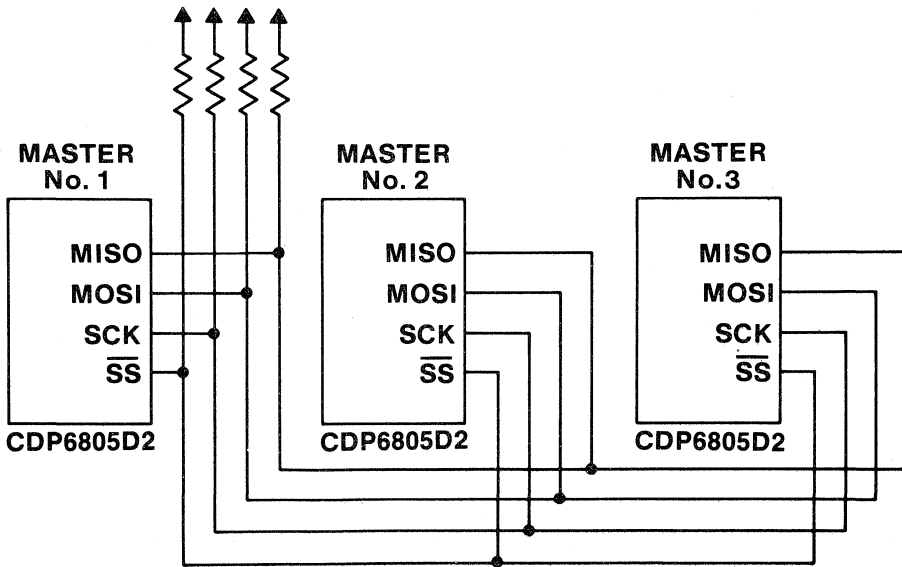 MASTER
No. 1
MISO
MOSI
SCK
SS
CDP6805D2
MASTER
No. 2
MISO
MOSI
SCK
SS
CDP6805D2
MASTER
No.3
MISO
MOSI
SCK
SS
CDP6805D2